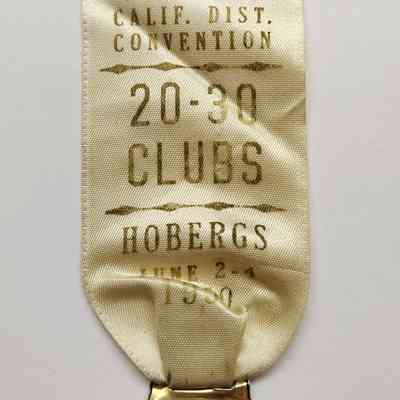 CALIF. DIST.
CONVENTION
20-30
CLUBS
HOBERGS
JUNE 2-4
1950